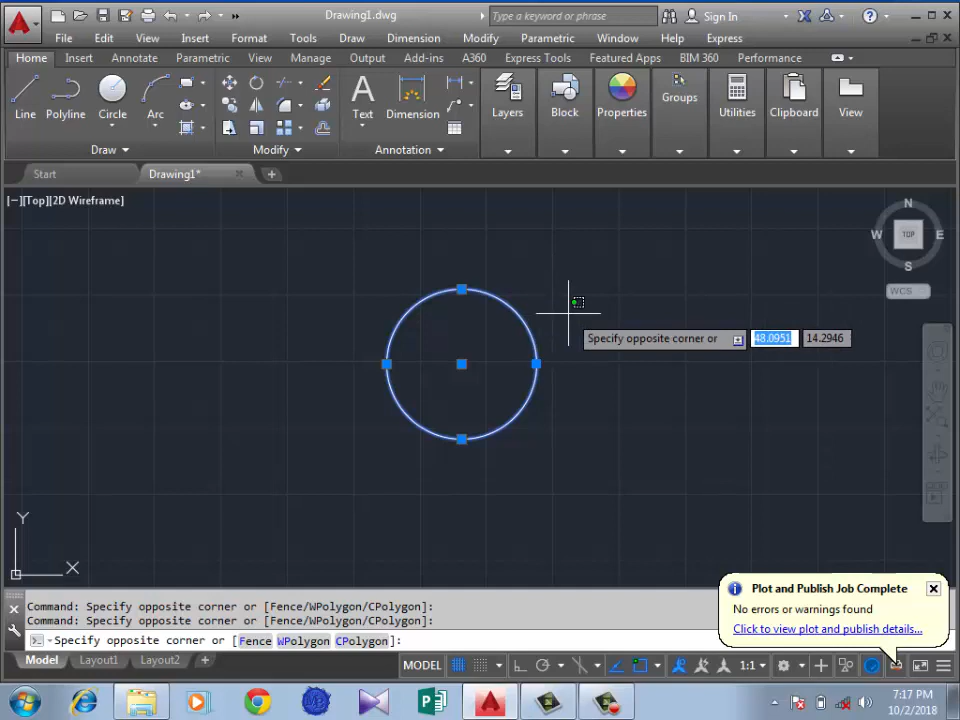 Drawing1.dwg
Type a keyword or phrase
Sign In
File Edit View Insert Format Tools Draw Dimension Modify Parametric Window Help Express
Home Insert Annotate Parametric View Manage Output Add-ins A360 Express Tools Featured Apps BIM 360 Performance
Line Polyline Circle Arc Text Dimension Layers Block Properties Groups Utilities Clipboard View
Draw Modify Annotation
Start Drawing1*
[−][Top][2D Wireframe]
N
W TOP E
S
WCS
Specify opposite corner or 48.0951 14.2946
Y
X
Command: Specify opposite corner or [Fence/WPolygon/CPolygon]:
Command: Specify opposite corner or [Fence/WPolygon/CPolygon]:
Specify opposite corner or [Fence WPolygon CPolygon]:
Plot and Publish Job Complete
No errors or warnings found
Click to view plot and publish details...
Model Layout1 Layout2 +
MODEL 1:1
7:17 PM
10/2/2018